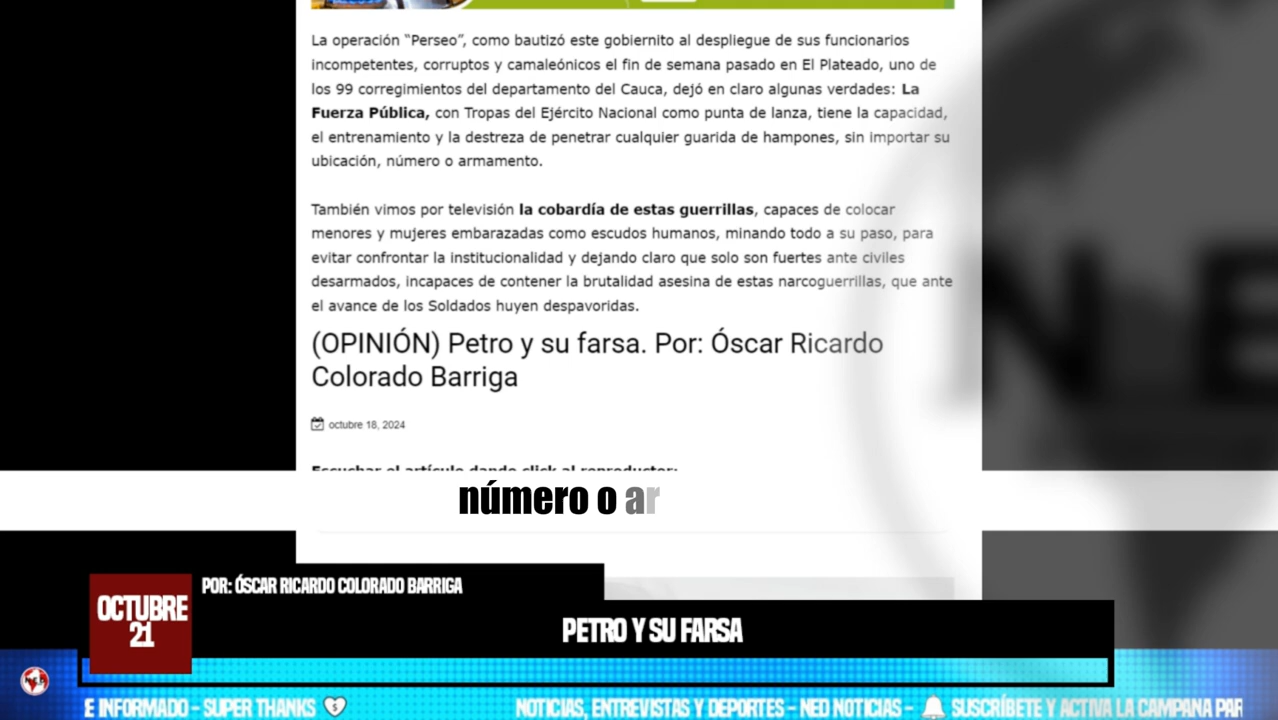 La operación “Perseo”, como bautizó este gobiernito al despliegue de sus funcionarios
incompetentes, corruptos y camaleónicos el fin de semana pasado en El Plateado, uno de
los 99 corregimientos del departamento del Cauca, dejó en claro algunas verdades: La
Fuerza Pública, con Tropas del Ejército Nacional como punta de lanza, tiene la capacidad,
el entrenamiento y la destreza de penetrar cualquier guarida de hampones, sin importar su
ubicación, número o armamento.
También vimos por televisión la cobardía de estas guerrillas, capaces de colocar
menores y mujeres embarazadas como escudos humanos, minando todo a su paso, para
evitar confrontar la institucionalidad y dejando claro que solo son fuertes ante civiles
desarmados, incapaces de contener la brutalidad asesina de estas narcoguerrillas, que ante
el avance de los Soldados huyen despavoridas.
(OPINIÓN) Petro y su farsa. Por: Óscar Ricardo
Colorado Barriga
octubre 18, 2024
Escuchar el artículo dando click al reproductor:
número o ar
NE
OCTUBRE
21
POR: ÓSCAR RICARDO COLORADO BARRIGA
PETRO Y SU FARSA
E INFORMADO - SUPER THANKS
NOTICIAS, ENTREVISTAS Y DEPORTES - NED NOTICIAS -
SUSCRÍBETE Y ACTIVA LA CAMPANA PAR